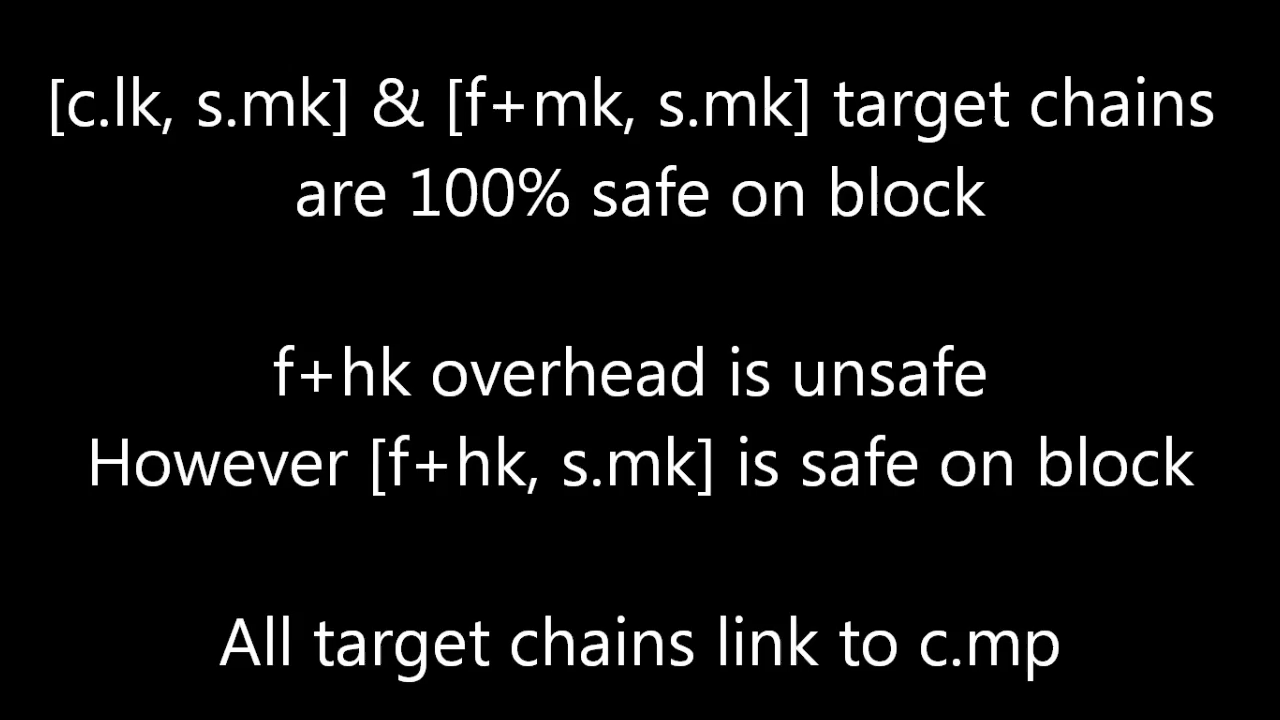 [c.lk, s.mk] & [f+mk, s.mk] target chains
are 100% safe on block
f+hk overhead is unsafe
However [f+hk, s.mk] is safe on block
All target chains link to c.mp